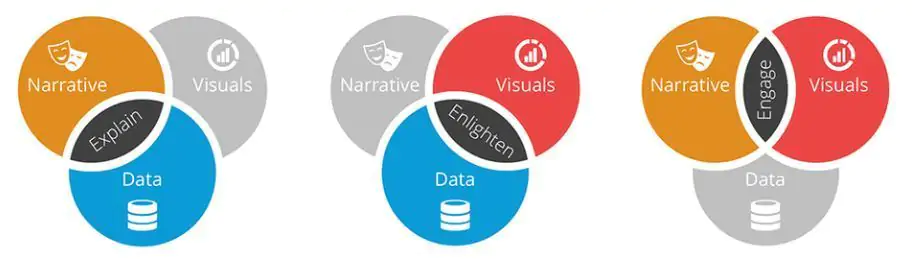 Narrative
Visuals
Explain
Data
Narrative
Visuals
Enlighten
Data
Narrative
Engage
Visuals
Data